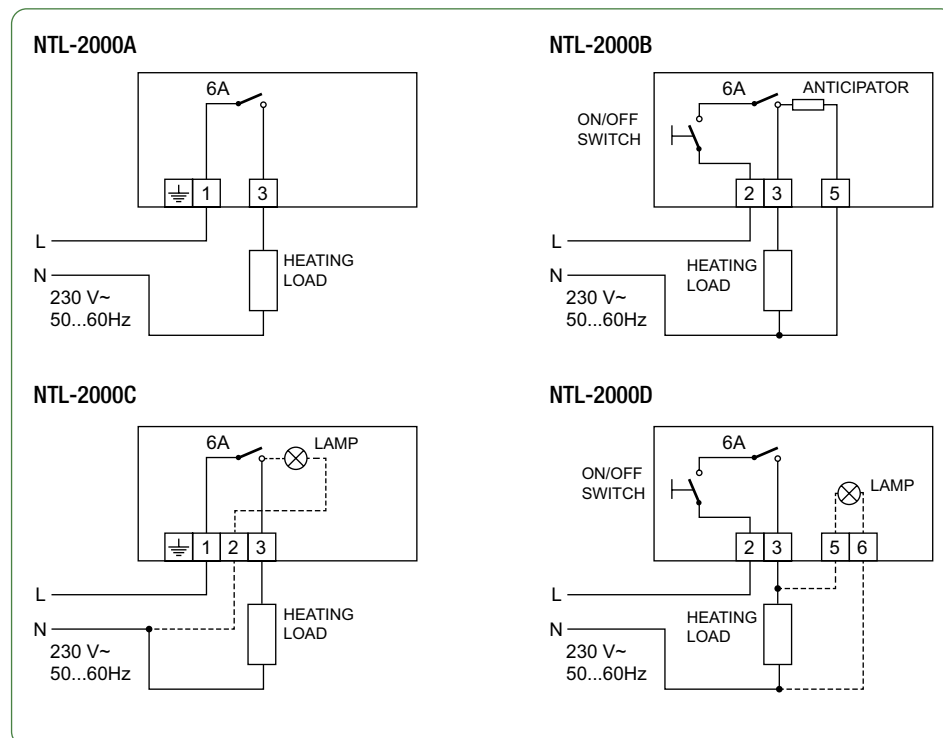 NTL-2000A
6A
1
3
L
N
230 V~
50...60Hz
HEATING
LOAD
NTL-2000B
6A
ANTICIPATOR
ON/OFF
SWITCH
2
3
5
L
N
230 V~
50...60Hz
HEATING
LOAD
NTL-2000C
6A
LAMP
1
2
3
L
N
230 V~
50...60Hz
HEATING
LOAD
NTL-2000D
6A
ON/OFF
SWITCH
LAMP
2
3
5
6
L
N
230 V~
50...60Hz
HEATING
LOAD